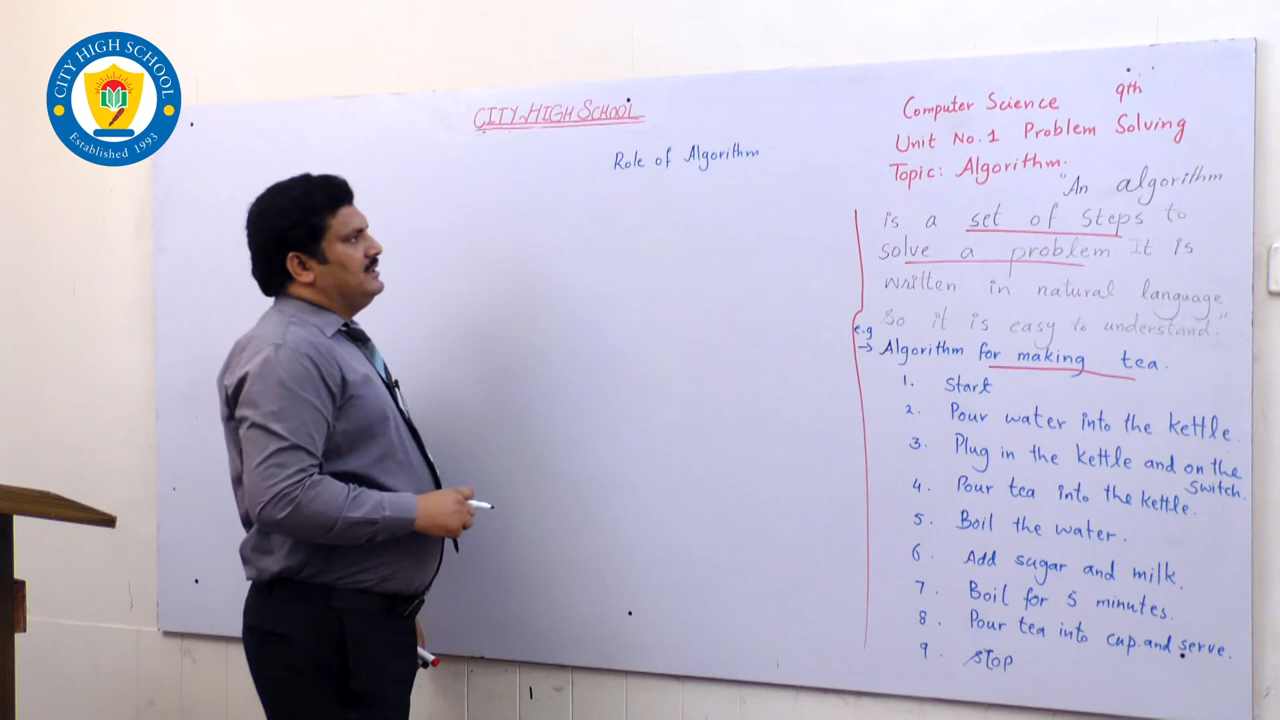 CITY HIGH SCHOOL
Established 1993
CITY HIGH SCHOOL
Role of Algorithm
Computer Science 9th
Unit No. 1 Problem Solving
Topic: Algorithm.
"An algorithm
is a set of steps to
solve a problem It is
written in natural language
So it is easy to understand."
e.g
→ Algorithm for making tea.
1. Start
2. Pour water into the kettle.
3. Plug in the kettle and on the
switch.
4. Pour tea into the kettle.
5. Boil the water.
6. Add sugar and milk.
7. Boil for 5 minutes.
8. Pour tea into cup.and serve.
9. Stop